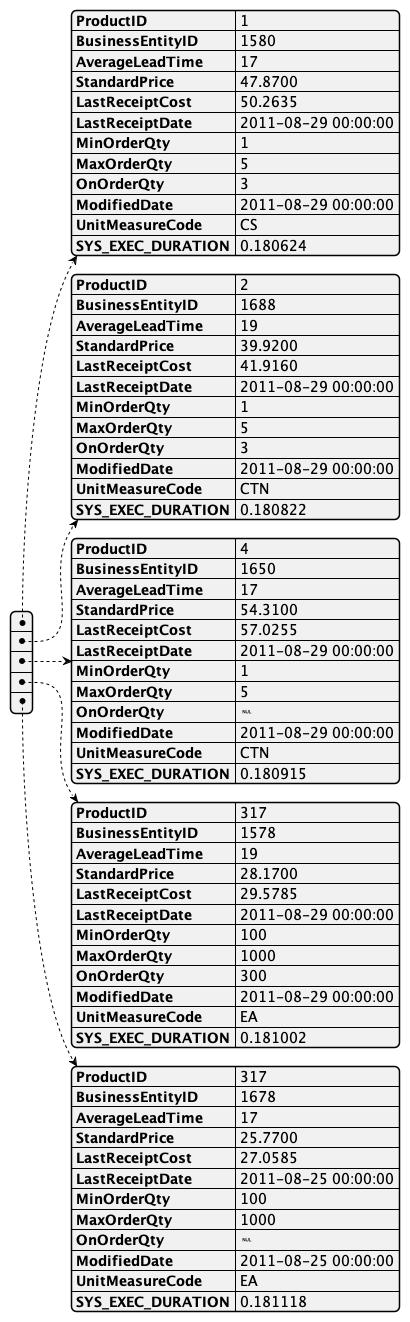 ProductID 1
BusinessEntityID 1580
AverageLeadTime 17
StandardPrice 47.8700
LastReceiptCost 50.2635
LastReceiptDate 2011-08-29 00:00:00
MinOrderQty 1
MaxOrderQty 5
OnOrderQty 3
ModifiedDate 2011-08-29 00:00:00
UnitMeasureCode CS
SYS_EXEC_DURATION 0.180624
ProductID 2
BusinessEntityID 1688
AverageLeadTime 19
StandardPrice 39.9200
LastReceiptCost 41.9160
LastReceiptDate 2011-08-29 00:00:00
MinOrderQty 1
MaxOrderQty 5
OnOrderQty 3
ModifiedDate 2011-08-29 00:00:00
UnitMeasureCode CTN
SYS_EXEC_DURATION 0.180822
ProductID 4
BusinessEntityID 1650
AverageLeadTime 17
StandardPrice 54.3100
LastReceiptCost 57.0255
LastReceiptDate 2011-08-29 00:00:00
MinOrderQty 1
MaxOrderQty 5
OnOrderQty NUL
ModifiedDate 2011-08-29 00:00:00
UnitMeasureCode CTN
SYS_EXEC_DURATION 0.180915
ProductID 317
BusinessEntityID 1578
AverageLeadTime 19
StandardPrice 28.1700
LastReceiptCost 29.5785
LastReceiptDate 2011-08-29 00:00:00
MinOrderQty 100
MaxOrderQty 1000
OnOrderQty 300
ModifiedDate 2011-08-29 00:00:00
UnitMeasureCode EA
SYS_EXEC_DURATION 0.181002
ProductID 317
BusinessEntityID 1678
AverageLeadTime 17
StandardPrice 25.7700
LastReceiptCost 27.0585
LastReceiptDate 2011-08-25 00:00:00
MinOrderQty 100
MaxOrderQty 1000
OnOrderQty NUL
ModifiedDate 2011-08-25 00:00:00
UnitMeasureCode EA
SYS_EXEC_DURATION 0.181118